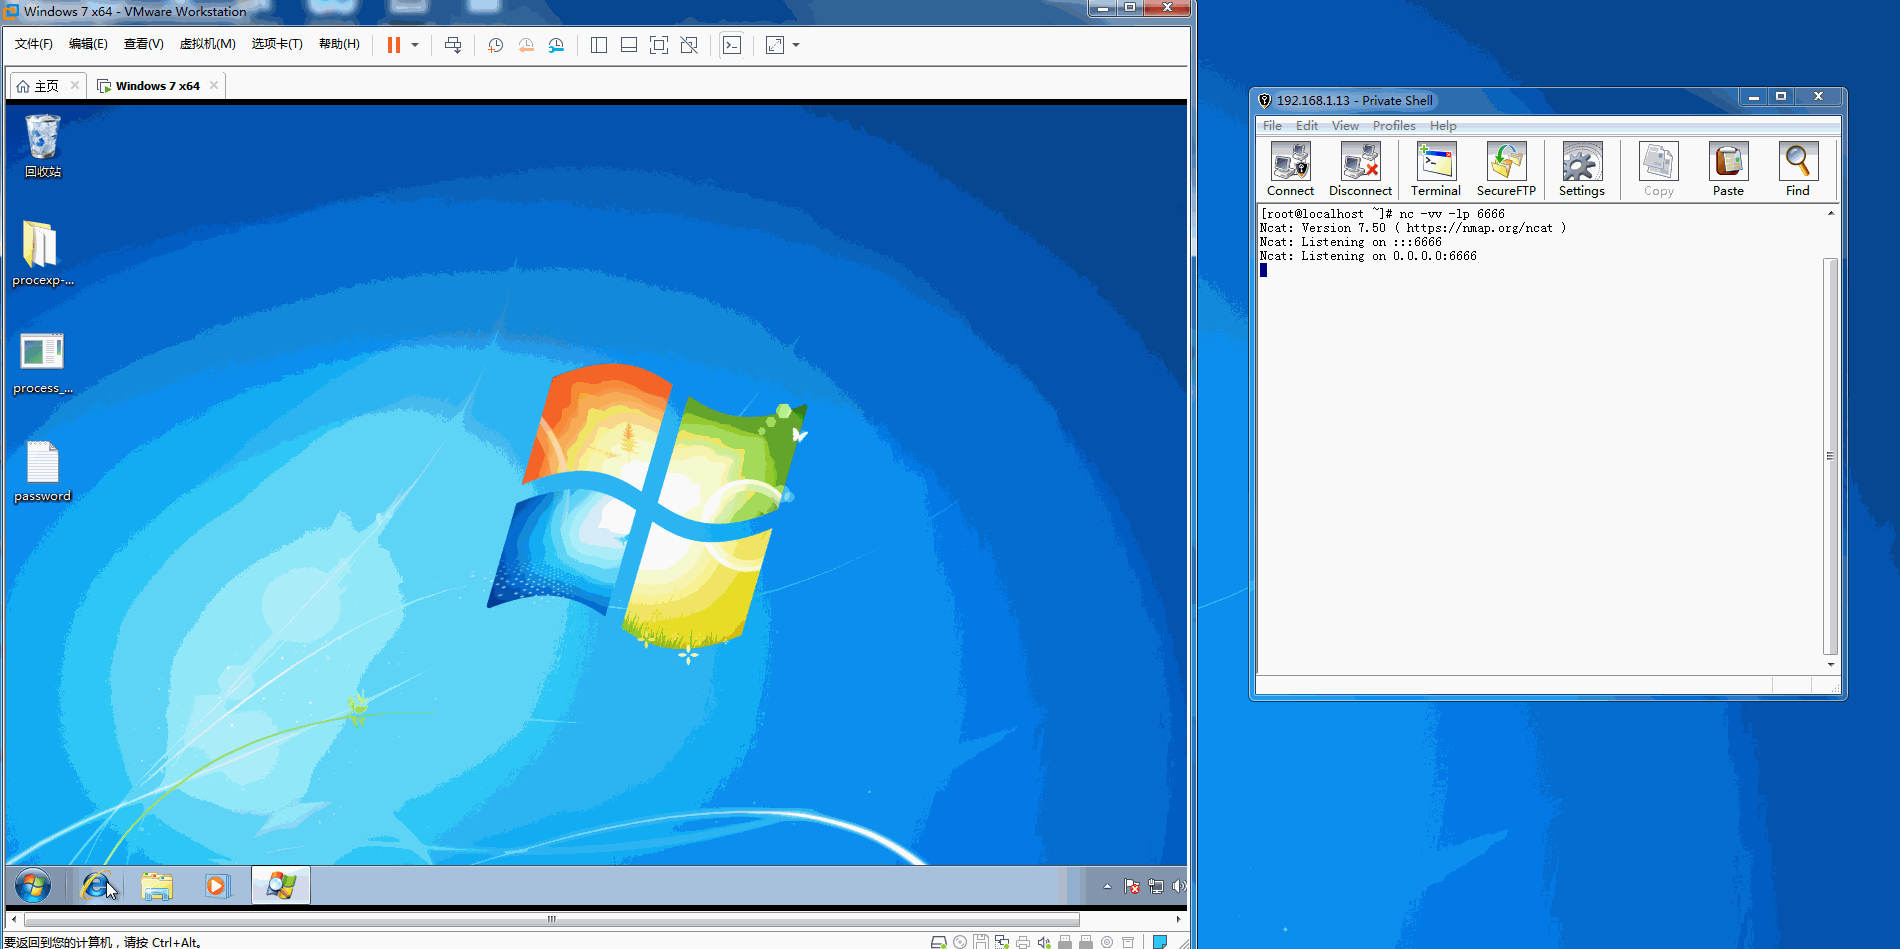 Windows 7 x64 - VMware Workstation
文件(F) 编辑(E) 查看(V) 虚拟机(M) 选项卡(T) 帮助(H)
主页 Windows 7 x64
回收站
procexp-...
process_...
password
要返回到您的计算机，请按 Ctrl+Alt。
192.168.1.13 - Private Shell
File Edit View Profiles Help
Connect Disconnect Terminal SecureFTP Settings Copy Paste Find
[root@localhost ~]# nc -vv -lp 6666
Ncat: Version 7.50 ( https://nmap.org/ncat )
Ncat: Listening on :::6666
Ncat: Listening on 0.0.0.0:6666